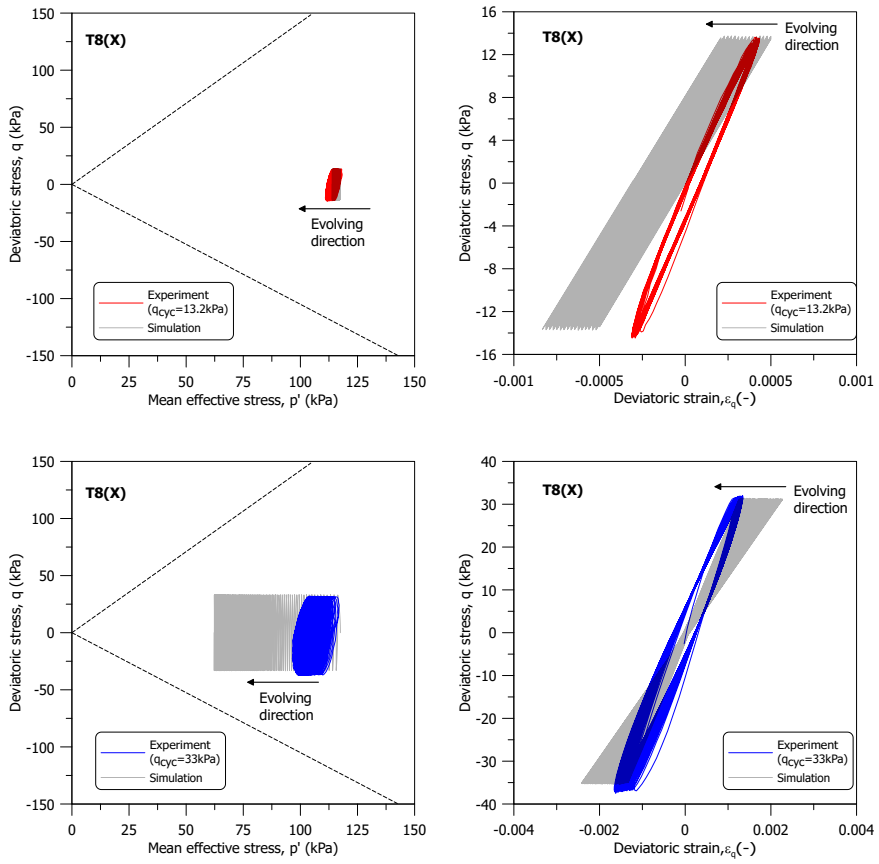 T8(X)
Deviatoric stress, q (kPa)
150
100
50
0
-50
-100
-150
Evolving
direction
Experiment
(qcyc=13.2kPa)
Simulation
0
25
50
75
100
125
150
Mean effective stress, p' (kPa)
T8(X)
Evolving
direction
Deviatoric stress, q (kPa)
16
12
8
4
0
-4
-8
-12
-16
Experiment
(qcyc=13.2kPa)
Simulation
-0.001
-0.0005
0
0.0005
0.001
Deviatoric strain,εq(-)
T8(X)
Deviatoric stress, q (kPa)
150
100
50
0
-50
-100
-150
Evolving
direction
Experiment
(qcyc=33kPa)
Simulation
0
25
50
75
100
125
150
Mean effective stress, p' (kPa)
T8(X)
Evolving
direction
Deviatoric stress, q (kPa)
40
30
20
10
0
-10
-20
-30
-40
Experiment
(qcyc=33kPa)
Simulation
-0.004
-0.002
0
0.002
0.004
Deviatoric strain,εq(-)